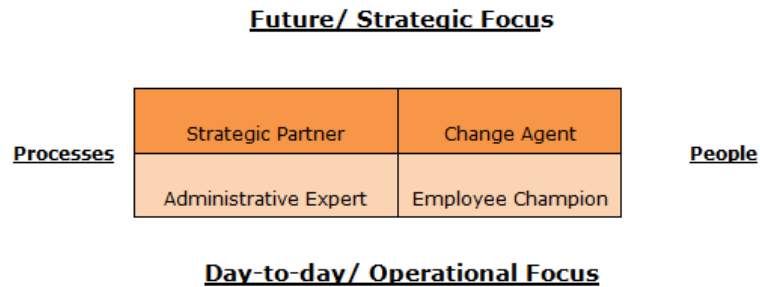 Future/ Strategic Focus
Strategic Partner
Change Agent
Processes
People
Administrative Expert
Employee Champion
Day-to-day/ Operational Focus